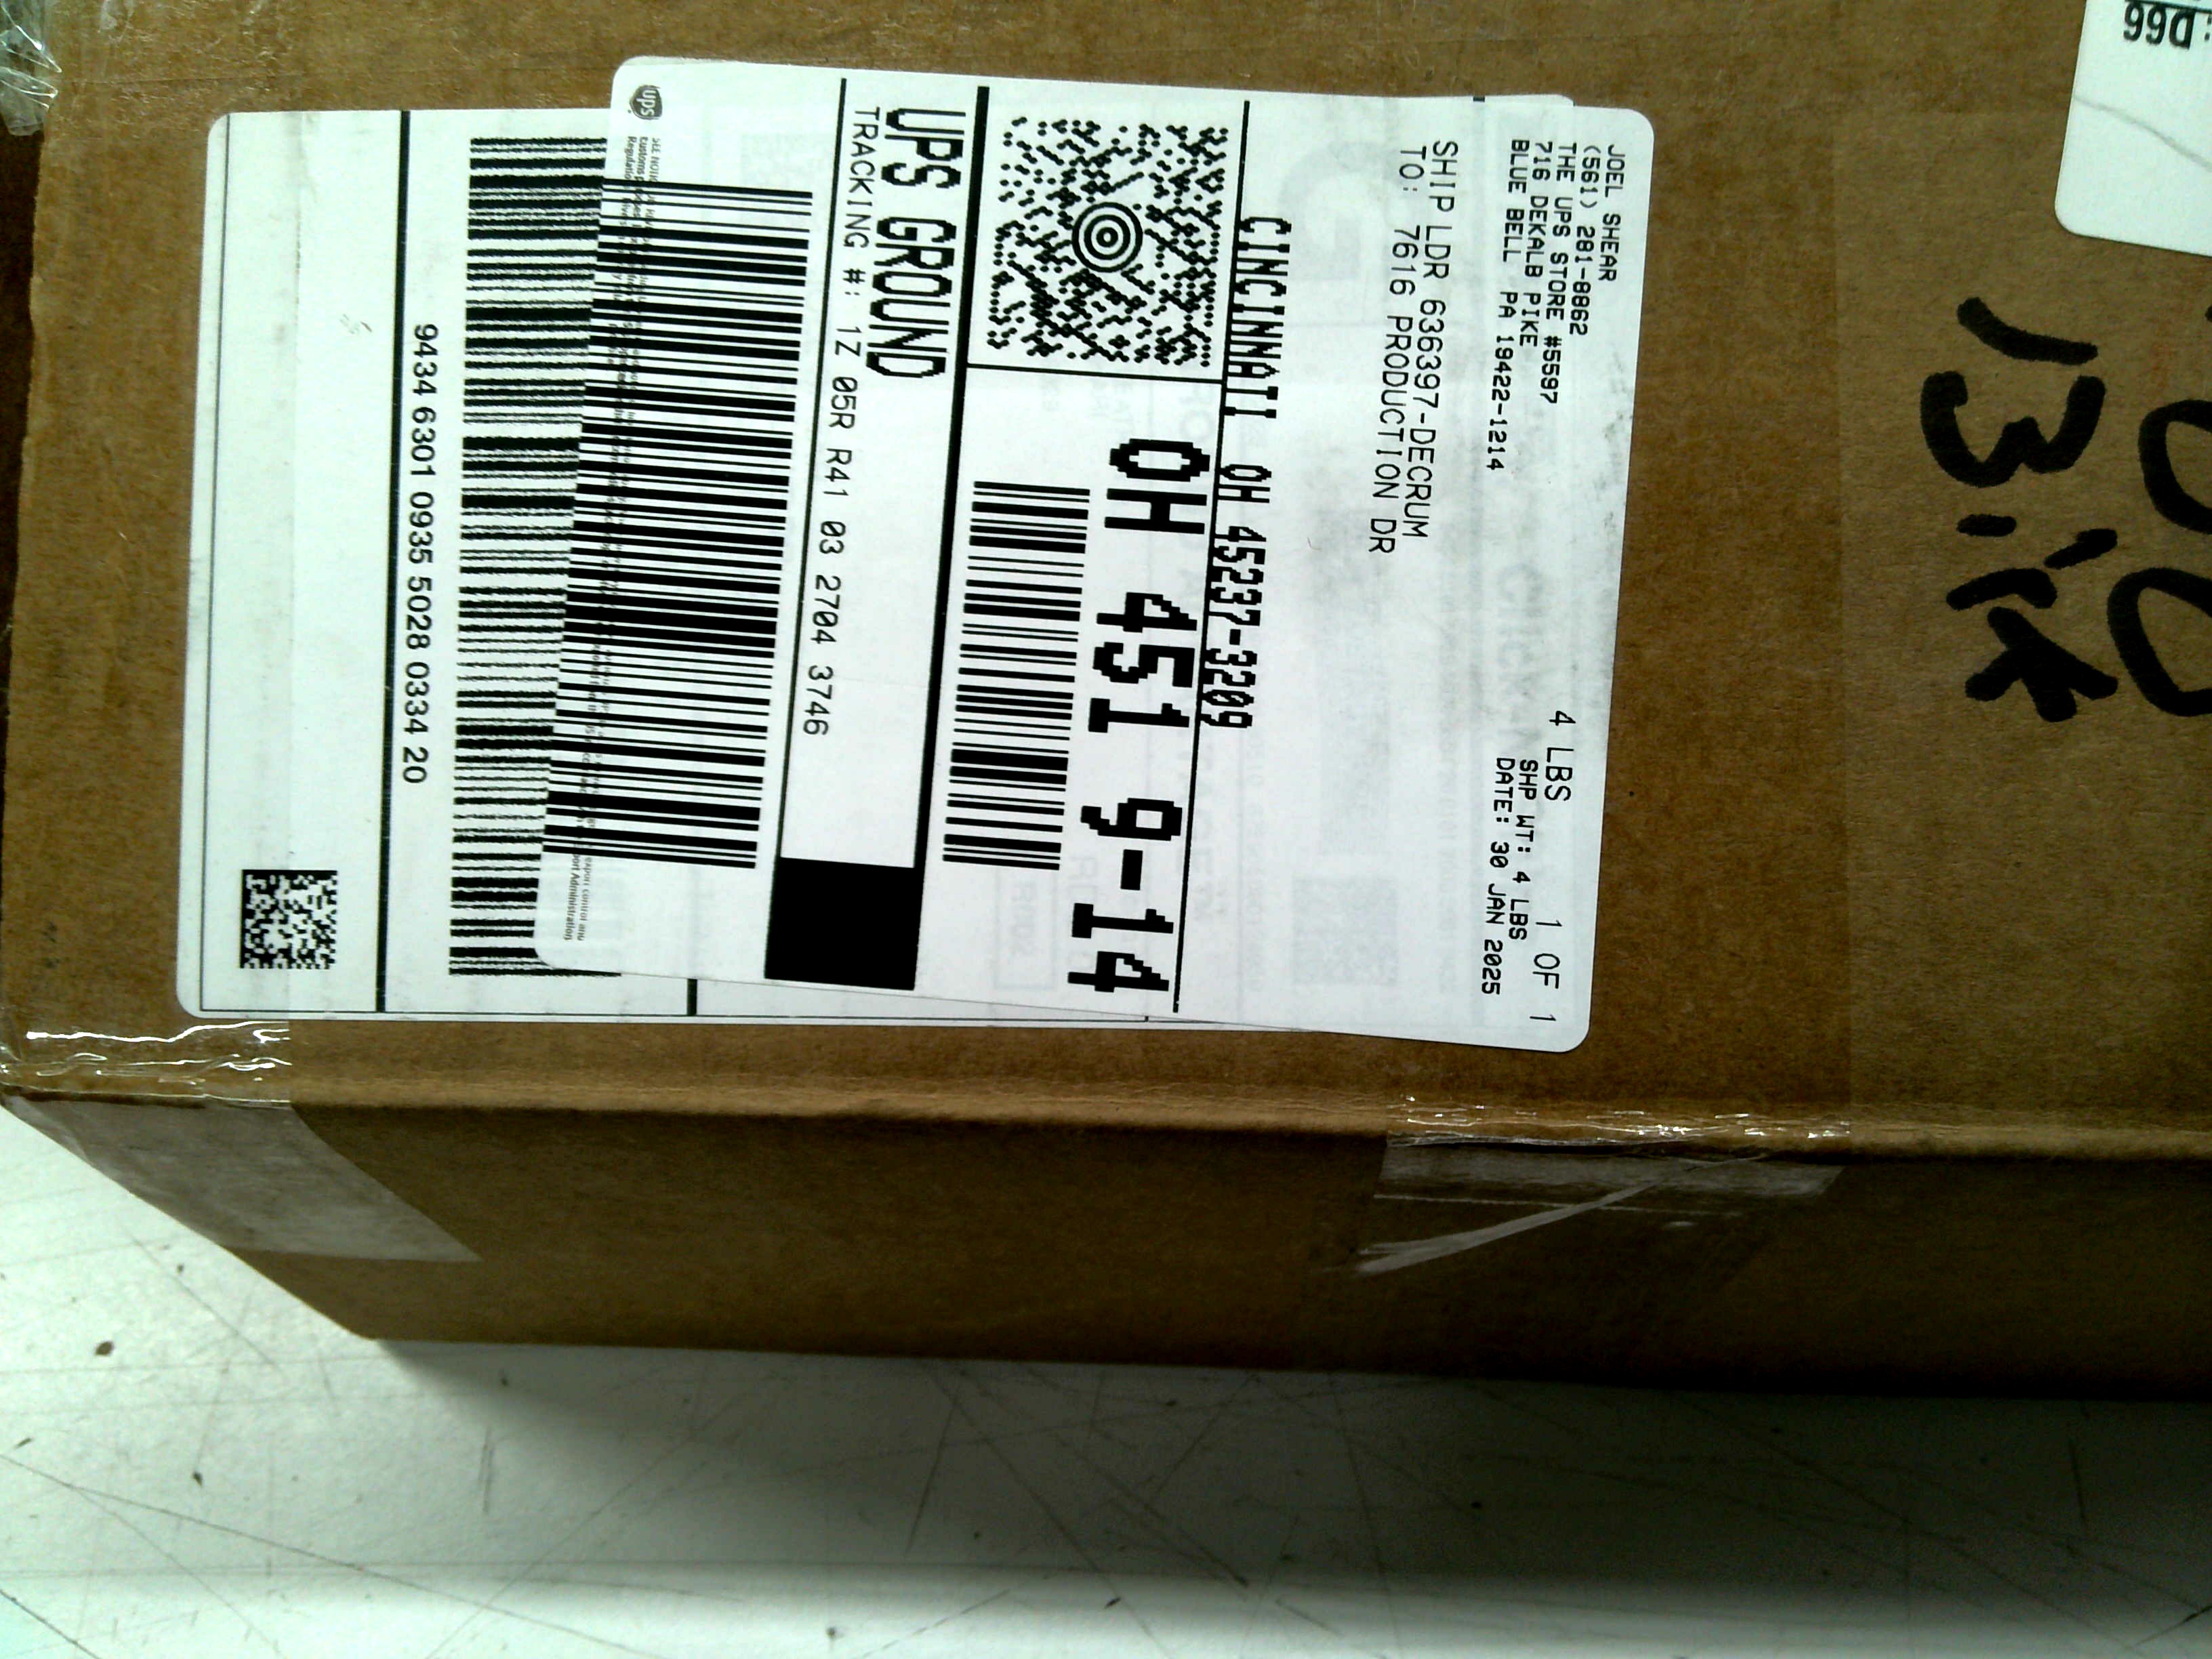 JOEL SHEAR
(561) 281-8862
THE UPS STORE #5597
716 DEKALB PIKE
BLUE BELL PA 19422-1214
4 LBS 1 OF 1
SHP WT: 4 LBS
DATE: 30 JAN 2025
SHIP LDR 636397-DECRUM
TO: 7616 PRODUCTION DR
CINCINNATI OH 45237-3209
OH 451 9-14
UPS GROUND
TRACKING #: 1Z 05R R41 03 2704 3746
ups
9434 6301 0935 5028 0334 20
D66